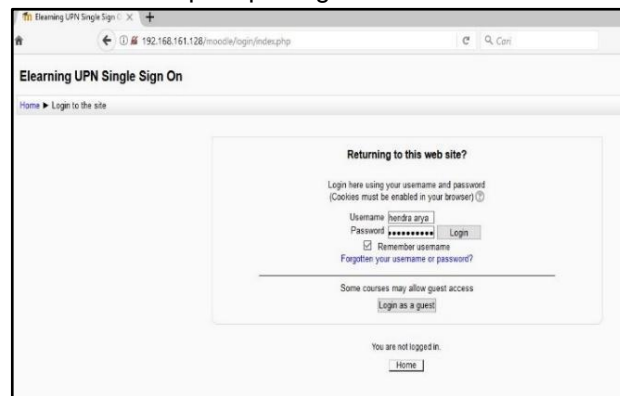 Elearning UPN Single Sign
192.168.161.128/moodle/login/index.php
Cari
Elearning UPN Single Sign On
Home ► Login to the site
Returning to this web site?
Login here using your username and password
(Cookies must be enabled in your browser)
Username hendra arya
Password •••••••••• Login
Remember username
Forgotten your username or password?
Some courses may allow guest access
Login as a guest
You are not logged in.
Home